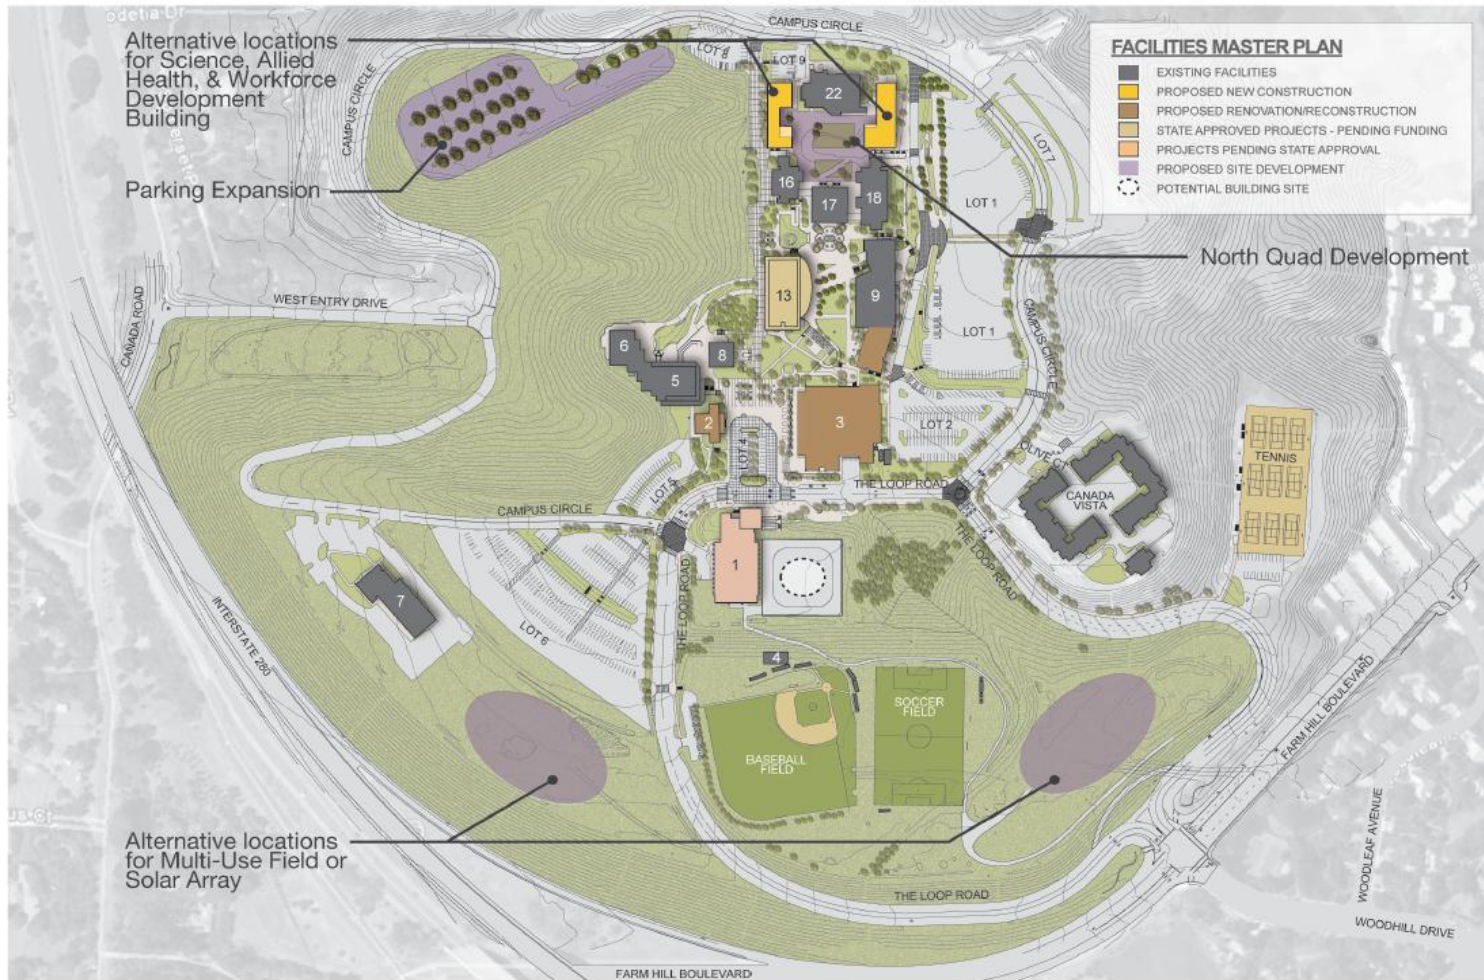 CAMPUS CIRCLE
Alternative locations
for Science, Allied
Health, & Workforce
Development
Building
LOT 8
LOT 9
22
CAMPUS CIRCLE
LOT 7
FACILITIES MASTER PLAN
EXISTING FACILITIES
PROPOSED NEW CONSTRUCTION
PROPOSED RENOVATION/RECONSTRUCTION
STATE APPROVED PROJECTS - PENDING FUNDING
PROJECTS PENDING STATE APPROVAL
PROPOSED SITE DEVELOPMENT
POTENTIAL BUILDING SITE
Parking Expansion
16
17
18
LOT 1
North Quad Development
CANADA ROAD
WEST ENTRY DRIVE
13
9
LOT 1
CAMPUS CIRCLE
6
8
5
2
LOT 4
3
LOT 2
OLIVE CT
TENNIS
LOT 5
THE LOOP ROAD
CANADA
VISTA
CAMPUS CIRCLE
1
THE LOOP ROAD
THE LOOP ROAD
7
LOT 6
INTERSTATE 280
4
SOCCER
FIELD
BASEBALL
FIELD
FARM HILL BOULEVARD
Alternative locations
for Multi-Use Field or
Solar Array
THE LOOP ROAD
WOODLEAF AVENUE
WOODHILL DRIVE
FARM HILL BOULEVARD